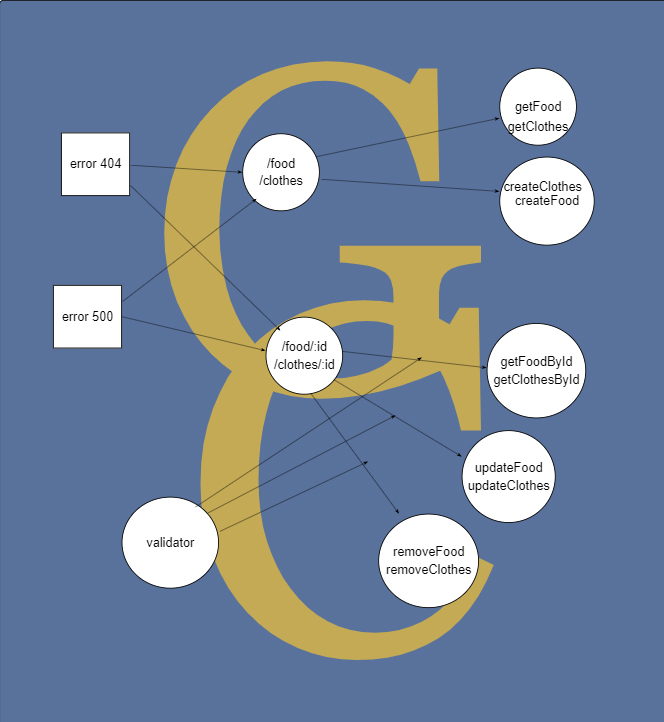 getFood
getClothes
error 404
/food
/clothes
createClothes
createFood
error 500
/food/:id
/clothes/:id
getFoodById
getClothesById
updateFood
updateClothes
validator
removeFood
removeClothes